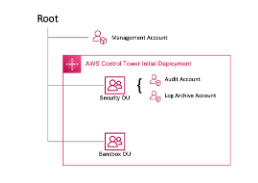 Root
Management Account
AWS Control Tower Initial Deployment
Security OU
Audit Account
Log Archive Account
Sandbox OU